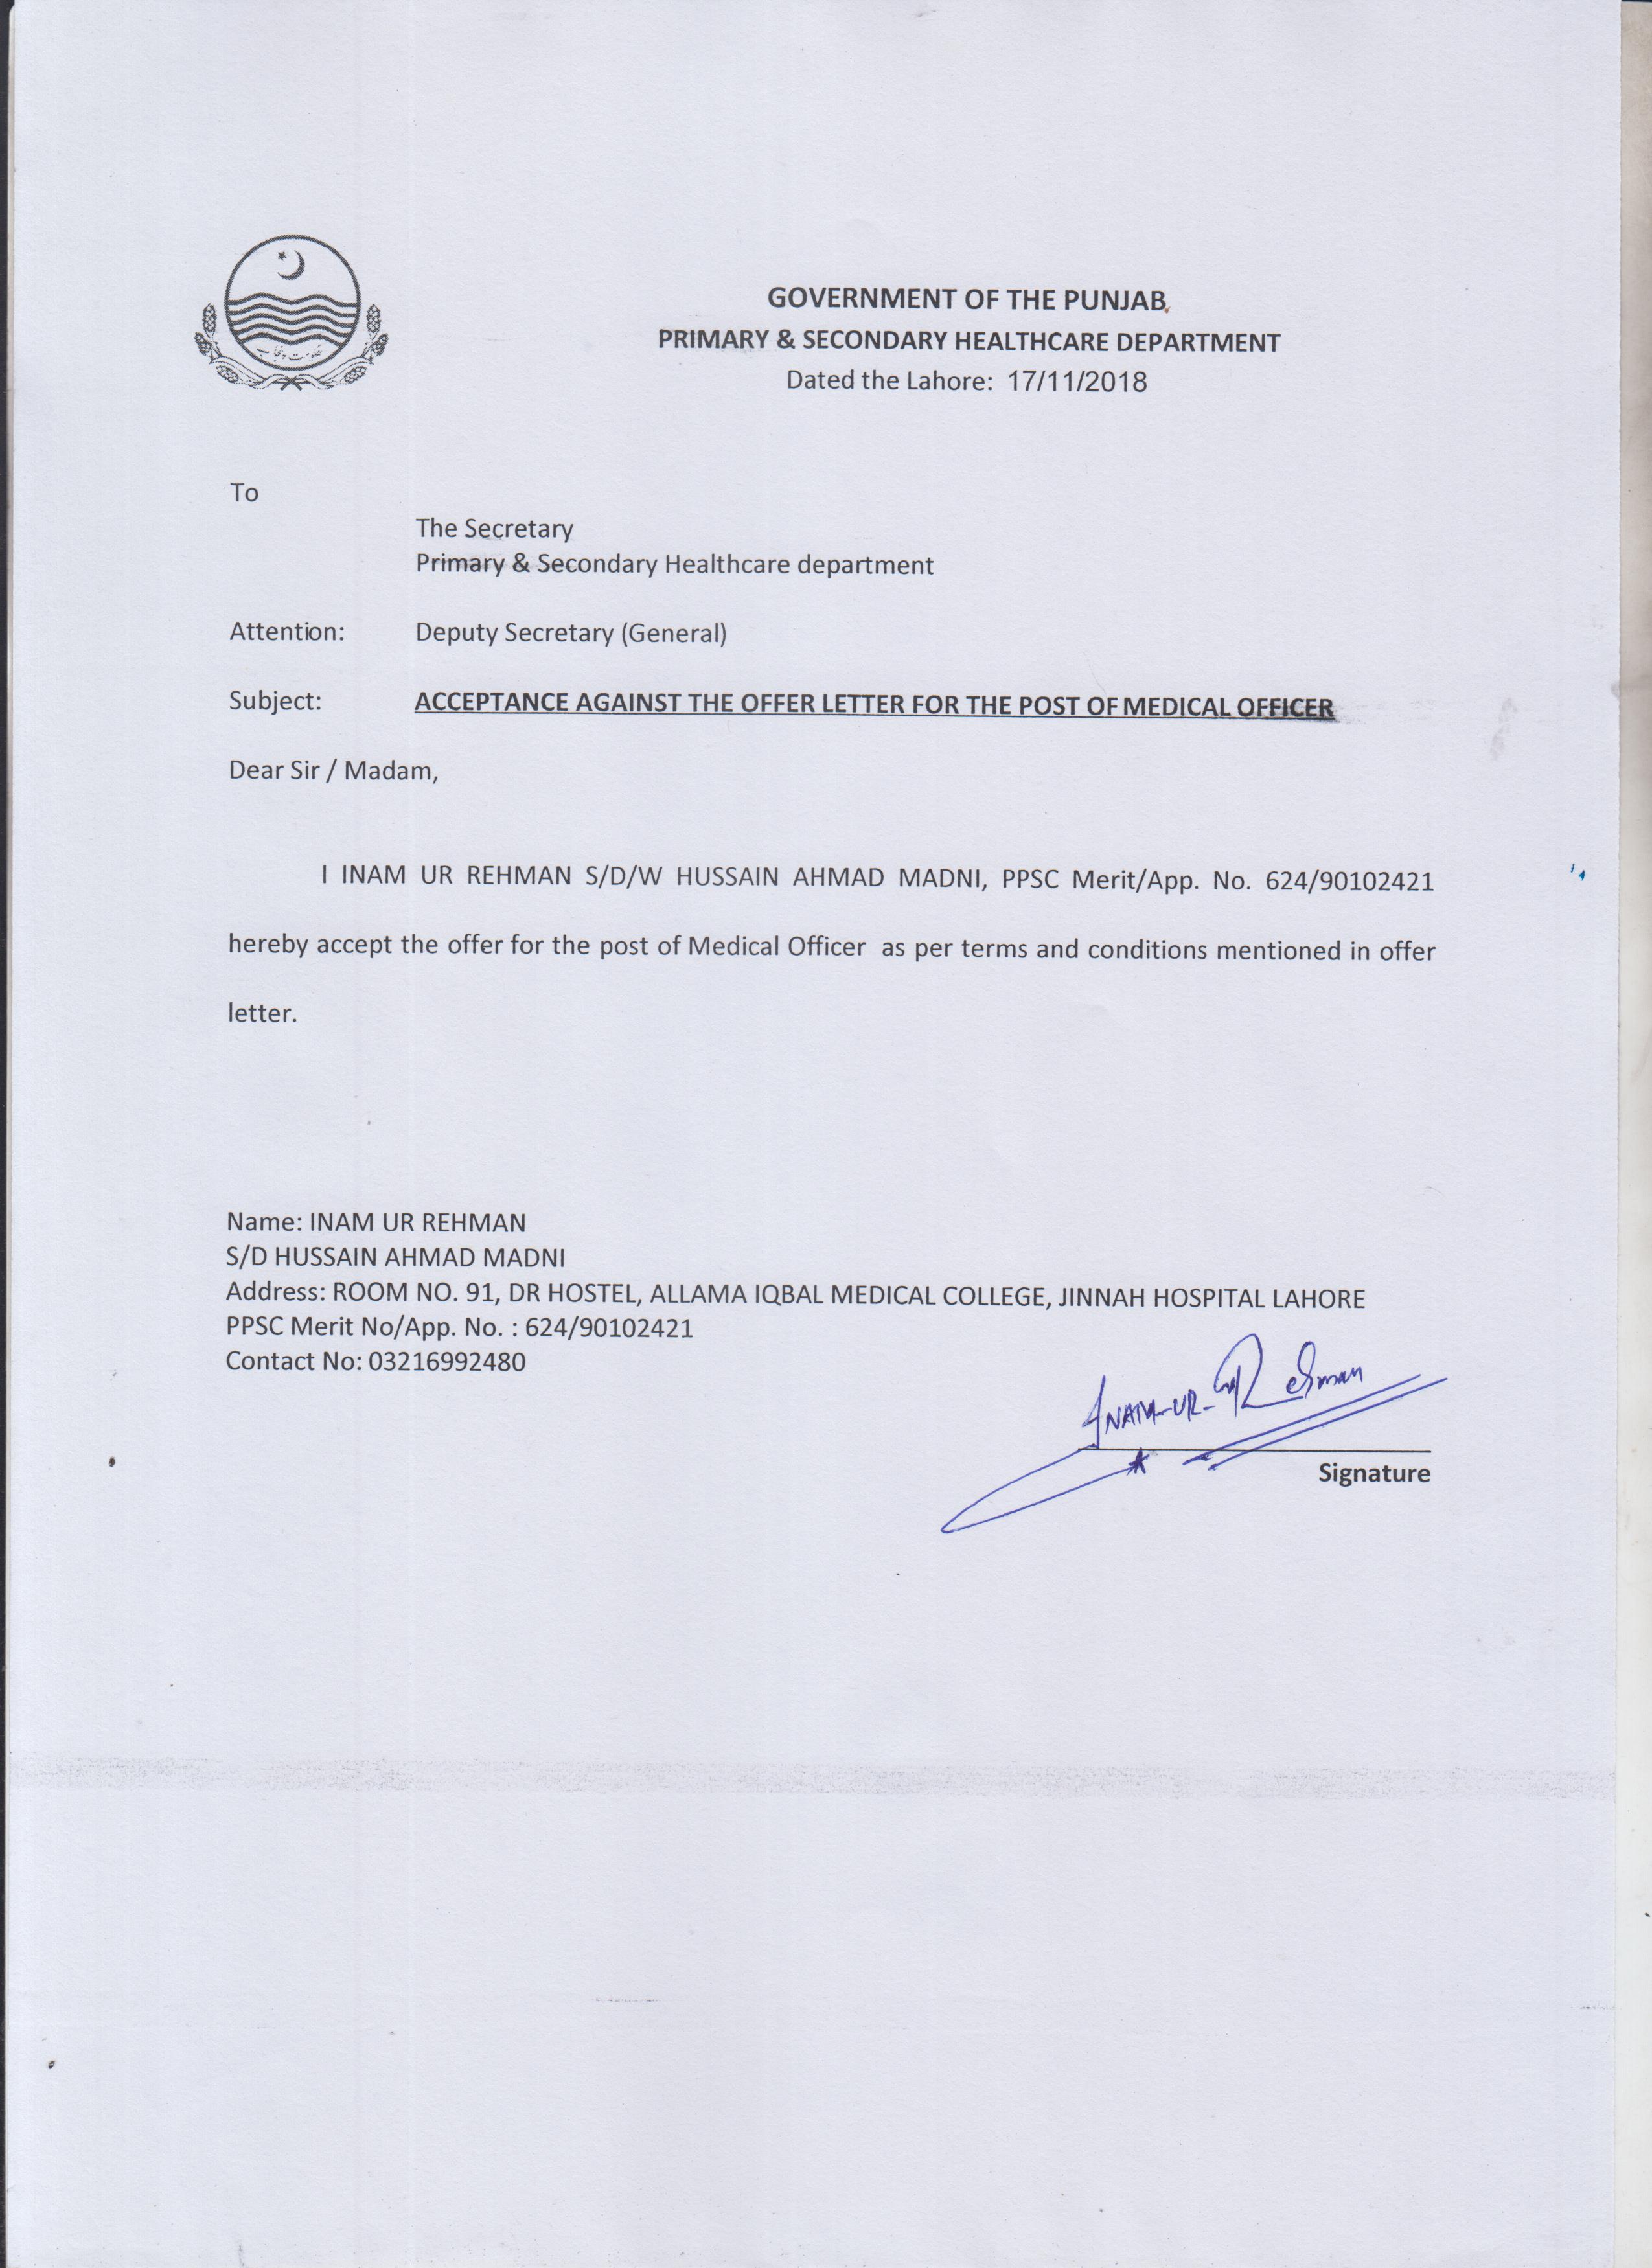 حکومت پنجاب
GOVERNMENT OF THE PUNJAB
PRIMARY & SECONDARY HEALTHCARE DEPARTMENT
Dated the Lahore: 17/11/2018
To
The Secretary
Primary & Secondary Healthcare department
Attention: Deputy Secretary (General)
Subject: ACCEPTANCE AGAINST THE OFFER LETTER FOR THE POST OF MEDICAL OFFICER
Dear Sir / Madam,
I INAM UR REHMAN S/D/W HUSSAIN AHMAD MADNI, PPSC Merit/App. No. 624/90102421
hereby accept the offer for the post of Medical Officer as per terms and conditions mentioned in offer
letter.
Name: INAM UR REHMAN
S/D HUSSAIN AHMAD MADNI
Address: ROOM NO. 91, DR HOSTEL, ALLAMA IQBAL MEDICAL COLLEGE, JINNAH HOSPITAL LAHORE
PPSC Merit No/App. No. : 624/90102421
Contact No: 03216992480
INAM-UR-Rehman
Signature